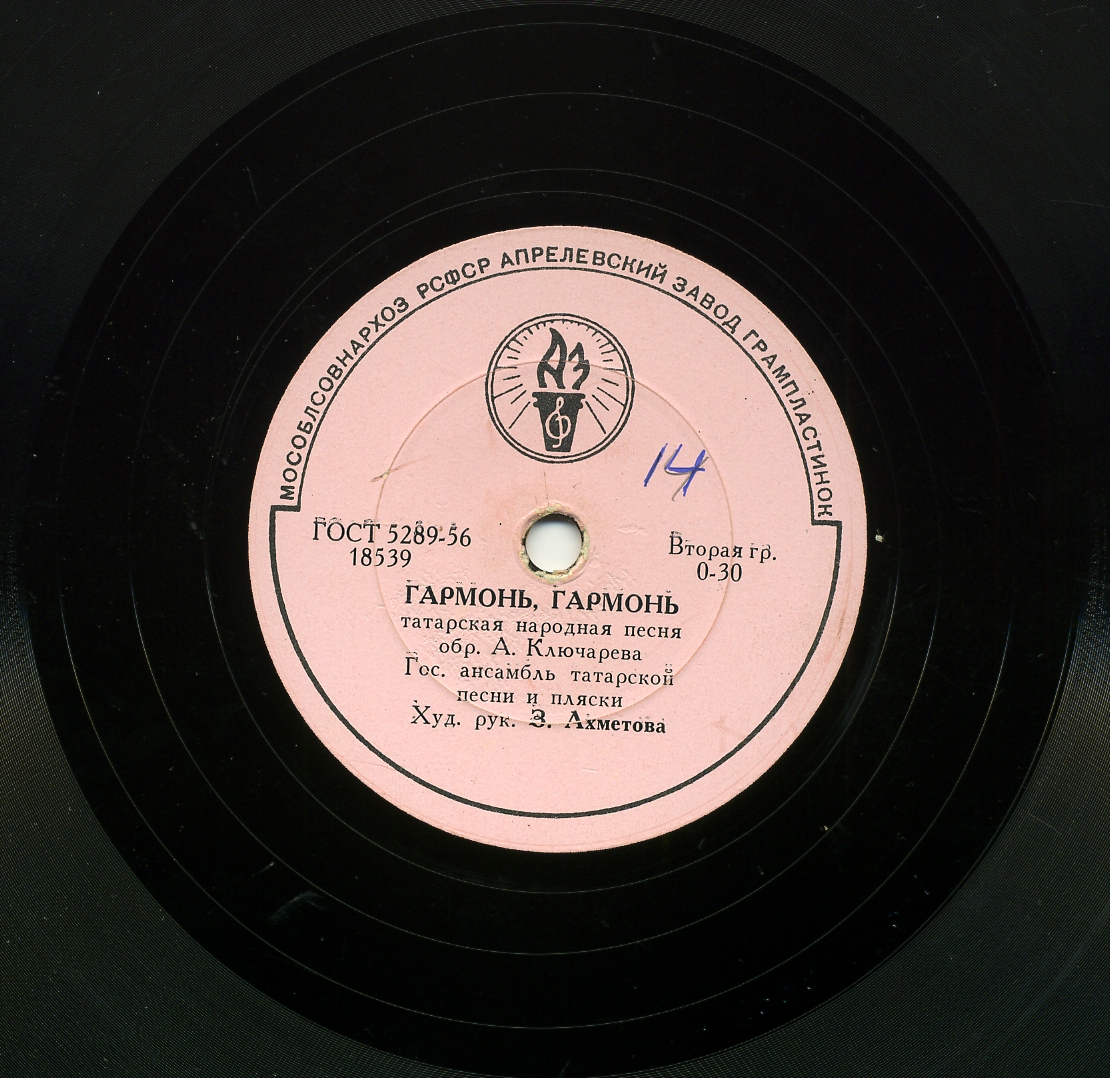 МОСОБЛСОВНАРХОЗ РСФСР АПРЕЛЕВСКИЙ ЗАВОД ГРАМПЛАСТИНОК
АЗ
14
ГОСТ 5289-56
18539
Вторая гр.
0-30
ГАРМОНЬ, ГАРМОНЬ
татарская народная песня
обр. А. Ключарева
Гос. ансамбль татарской
песни и пляски
Худ. рук. З. Ахметова